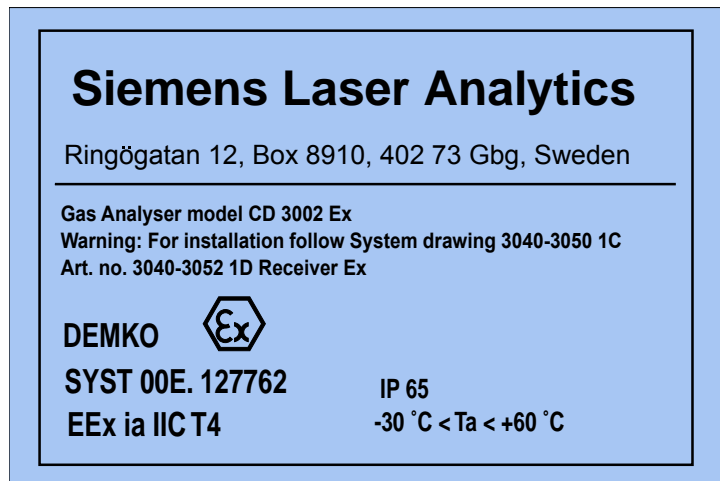 Siemens Laser Analytics
Ringögatan 12, Box 8910, 402 73 Gbg, Sweden
Gas Analyser model CD 3002 Ex
Warning: For installation follow System drawing 3040-3050 1C
Art. no. 3040-3052 1D Receiver Ex
DEMKO Ex
SYST 00E. 127762
IP 65
EEx ia IIC T4
-30 ˚C < Ta < +60 ˚C